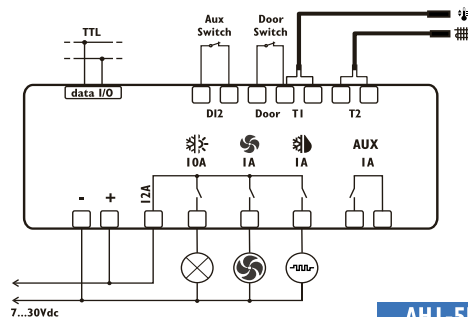 TTL
Aux Switch
Door Switch
data I/O
DI2
Door
T1
T2
10A
1A
1A
AUX
1A
-
+
12A
7...30Vdc
AH1-5